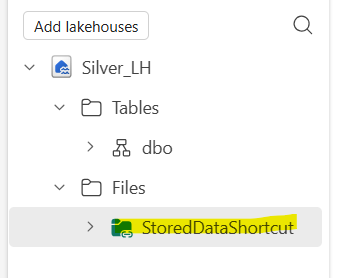 Add lakehouses
Silver_LH
Tables
dbo
Files
StoredDataShortcut